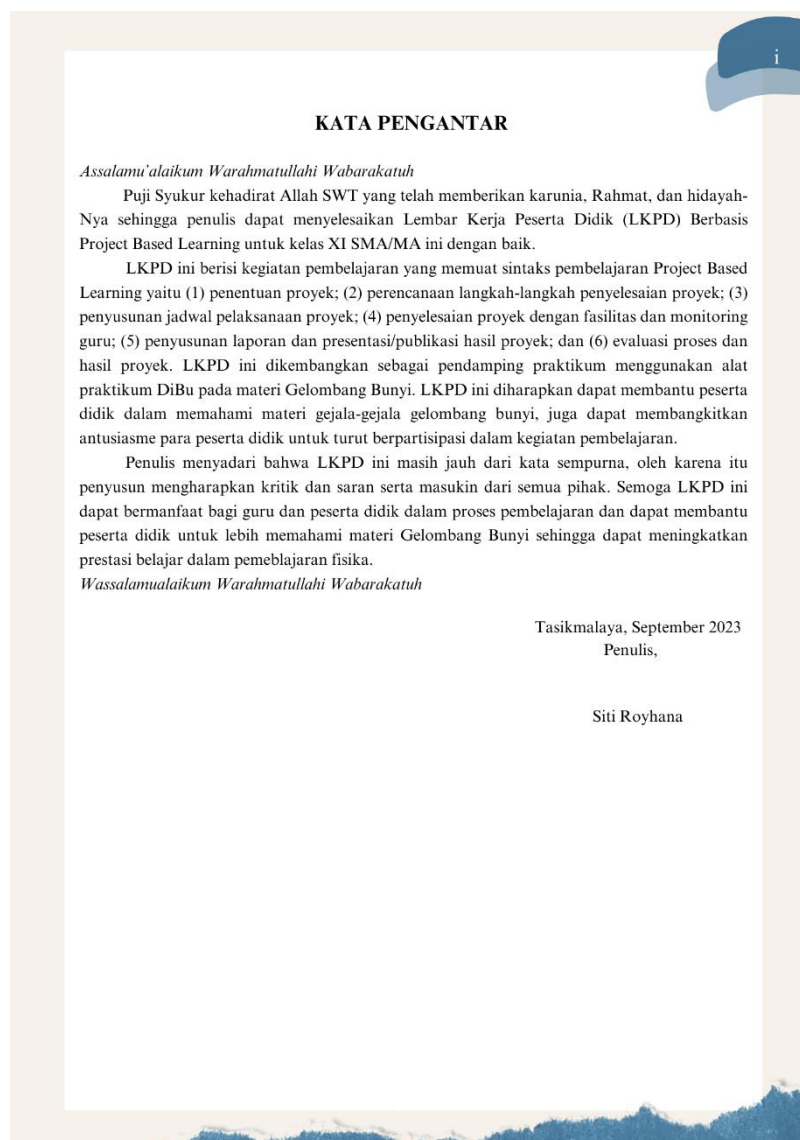 i
KATA PENGANTAR
Assalamu'alaikum Warahmatullahi Wabarakatuh
Puji Syukur kehadirat Allah SWT yang telah memberikan karunia, Rahmat, dan hidayah-
Nya sehingga penulis dapat menyelesaikan Lembar Kerja Peserta Didik (LKPD) Berbasis
Project Based Learning untuk kelas XI SMA/MA ini dengan baik.
LKPD ini berisi kegiatan pembelajaran yang memuat sintaks pembelajaran Project Based
Learning yaitu (1) penentuan proyek; (2) perencanaan langkah-langkah penyelesaian proyek; (3)
penyusunan jadwal pelaksanaan proyek; (4) penyelesaian proyek dengan fasilitas dan monitoring
guru; (5) penyusunan laporan dan presentasi/publikasi hasil proyek; dan (6) evaluasi proses dan
hasil proyek. LKPD ini dikembangkan sebagai pendamping praktikum menggunakan alat
praktikum DiBu pada materi Gelombang Bunyi. LKPD ini diharapkan dapat membantu peserta
didik dalam memahami materi gejala-gejala gelombang bunyi, juga dapat membangkitkan
antusiasme para peserta didik untuk turut berpartisipasi dalam kegiatan pembelajaran.
Penulis menyadari bahwa LKPD ini masih jauh dari kata sempurna, oleh karena itu
penyusun mengharapkan kritik dan saran serta masukin dari semua pihak. Semoga LKPD ini
dapat bermanfaat bagi guru dan peserta didik dalam proses pembelajaran dan dapat membantu
peserta didik untuk lebih memahami materi Gelombang Bunyi sehingga dapat meningkatkan
prestasi belajar dalam pemeblajaran fisika.
Wassalamualaikum Warahmatullahi Wabarakatuh
Tasikmalaya, September 2023
Penulis,
Siti Royhana